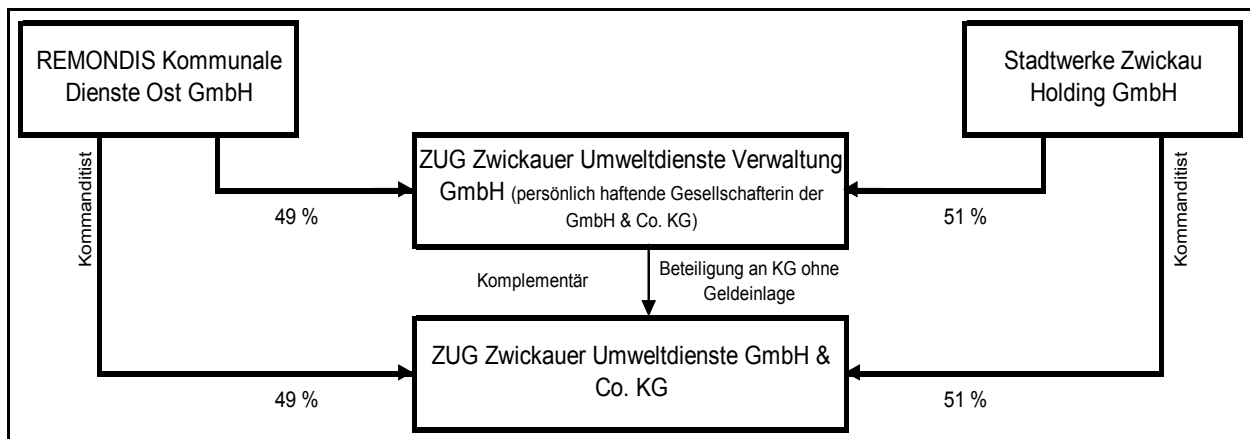 REMONDIS Kommunale
Dienste Ost GmbH
Stadtwerke Zwickau
Holding GmbH
Kommanditist
ZUG Zwickauer Umweltdienste Verwaltung
GmbH (persönlich haftende Gesellschafterin der
GmbH & Co. KG)
Kommanditist
49 %
51 %
Komplementär
Beteiligung an KG ohne
Geldeinlage
ZUG Zwickauer Umweltdienste GmbH &
Co. KG
49 %
51 %